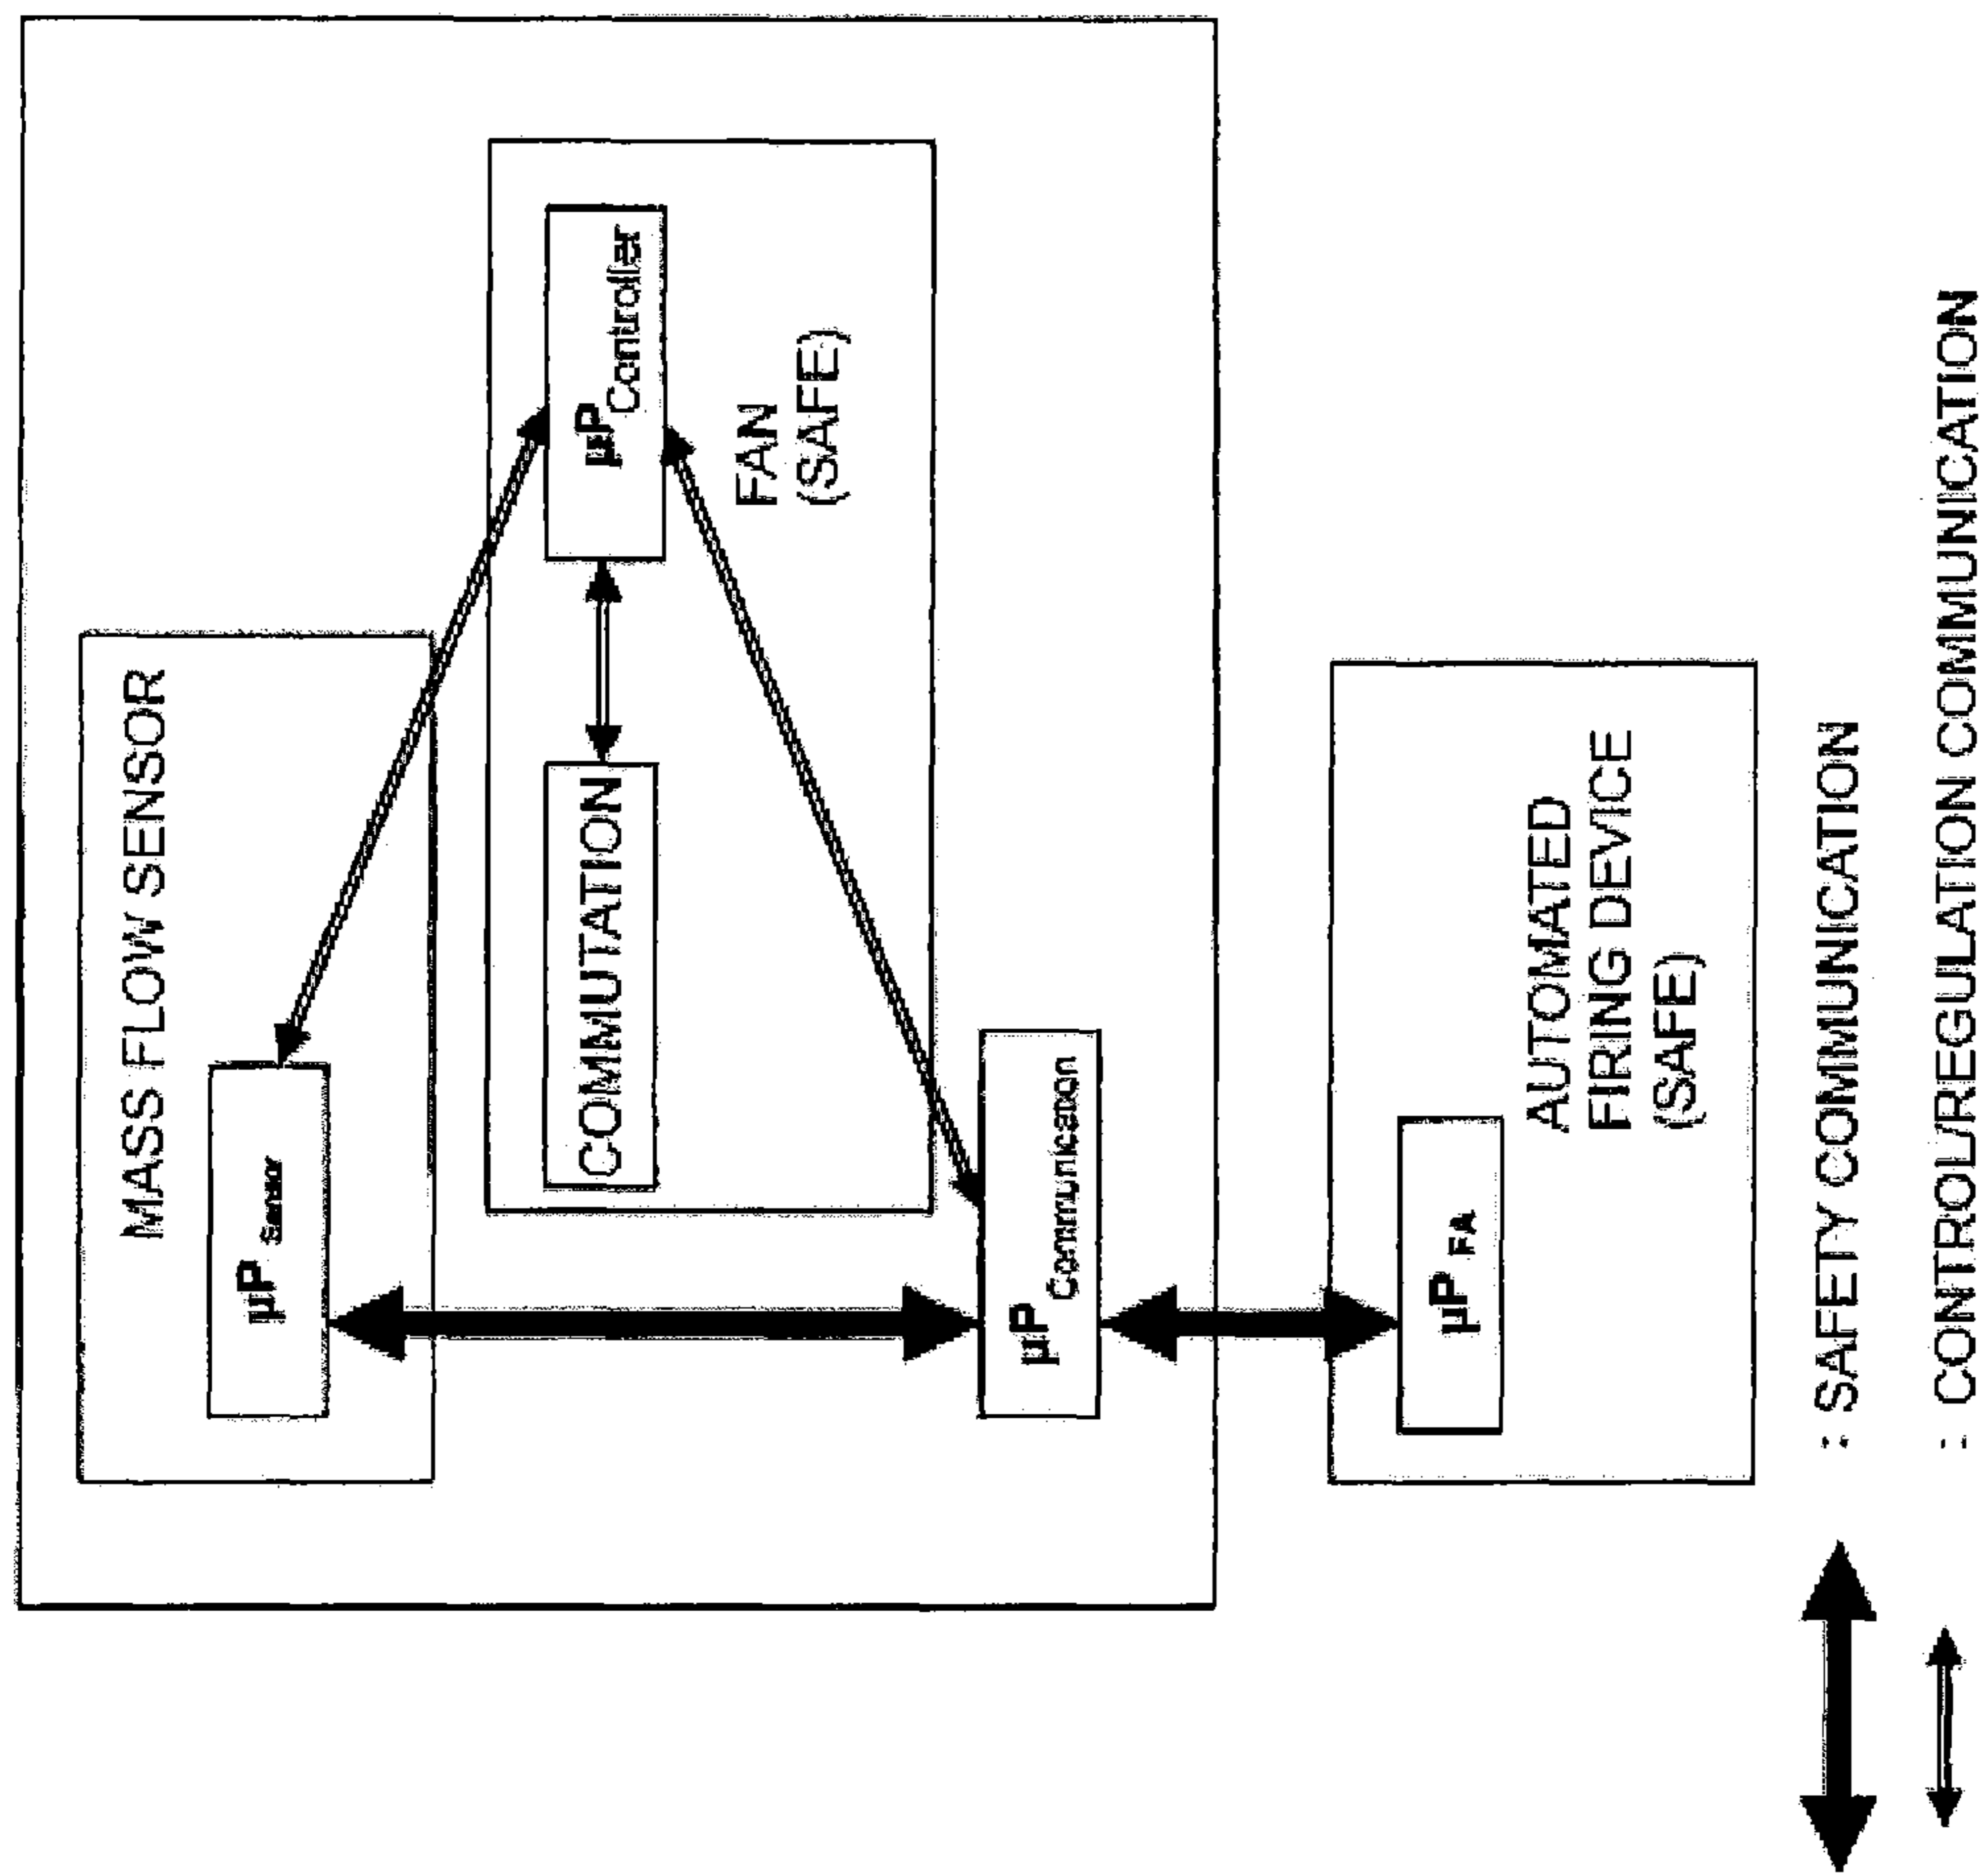 MASS FLOW SENSOR
µP Sensor
COMMUTATION
µP Controller
FAN
(SAFE)
µP Communicaton
µP FA
AUTOMATED
FIRING DEVICE
(SAFE)
: SAFETY COMMUNICATION
: CONTROL/REGULATION COMMUNICATION